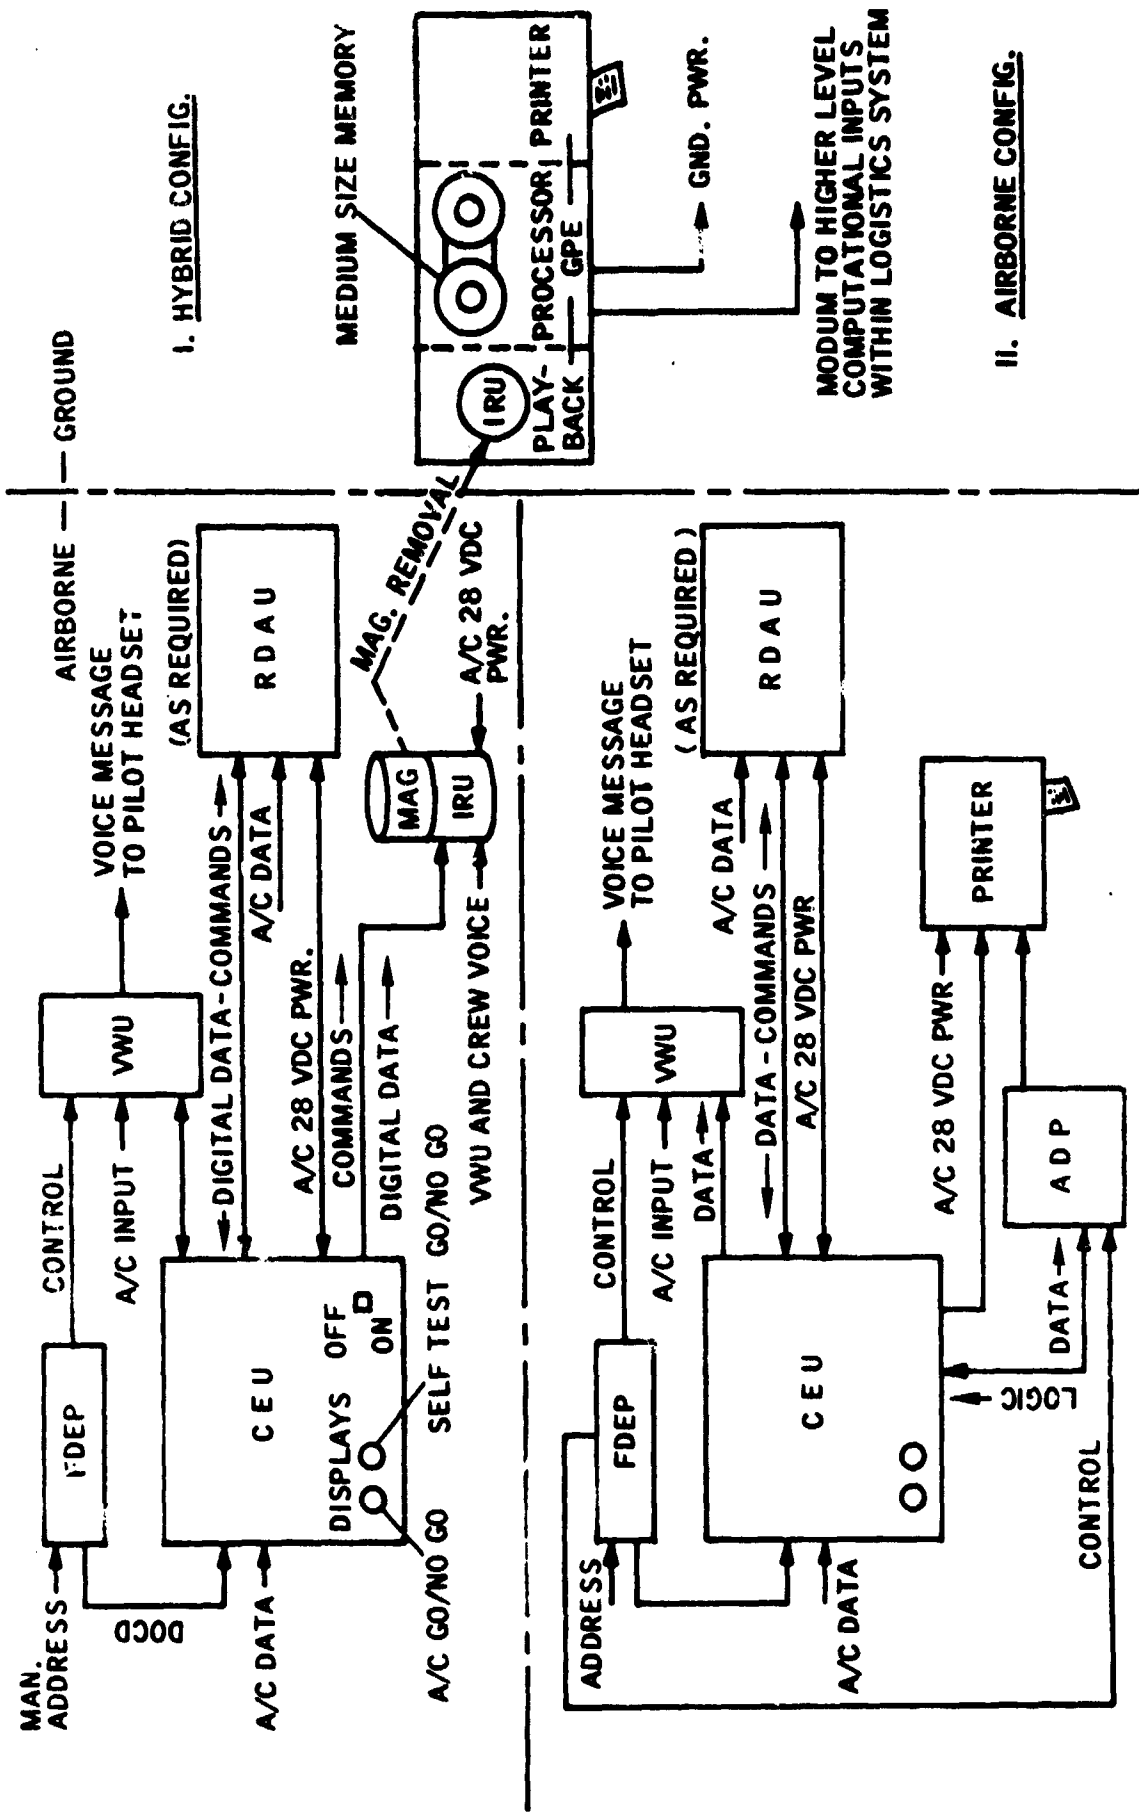 AIRBORNE — GROUND
I. HYBRID CONFIG.
MAN.
ADDRESS
FDEP
CONTROL
A/C INPUT
VWU
VOICE MESSAGE
TO PILOT HEADSET
DOCD
A/C DATA
CEU
DISPLAYS
OFF
ON
A/C GO/NO GO
SELF TEST GO/NO GO
DIGITAL DATA-COMMANDS
A/C DATA
A/C 28 VDC PWR.
COMMANDS
DIGITAL DATA
VWU AND CREW VOICE
(AS REQUIRED)
RDAU
MAG
IRU
MAG. REMOVAL
A/C 28 VDC
PWR.
MEDIUM SIZE MEMORY
IRU
PLAY-
BACK
PROCESSOR
PRINTER
GPE
GND. PWR.
MODUM TO HIGHER LEVEL
COMPUTATIONAL INPUTS
WITHIN LOGISTICS SYSTEM
II. AIRBORNE CONFIG.
ADDRESS
FDEP
CONTROL
A/C INPUT
DATA
VWU
VOICE MESSAGE
TO PILOT HEADSET
A/C DATA
CEU
A/C DATA
DATA-COMMANDS
A/C 28 VDC PWR
(AS REQUIRED)
RDAU
LOGIC
DATA
CONTROL
ADP
A/C 28 VDC PWR
PRINTER